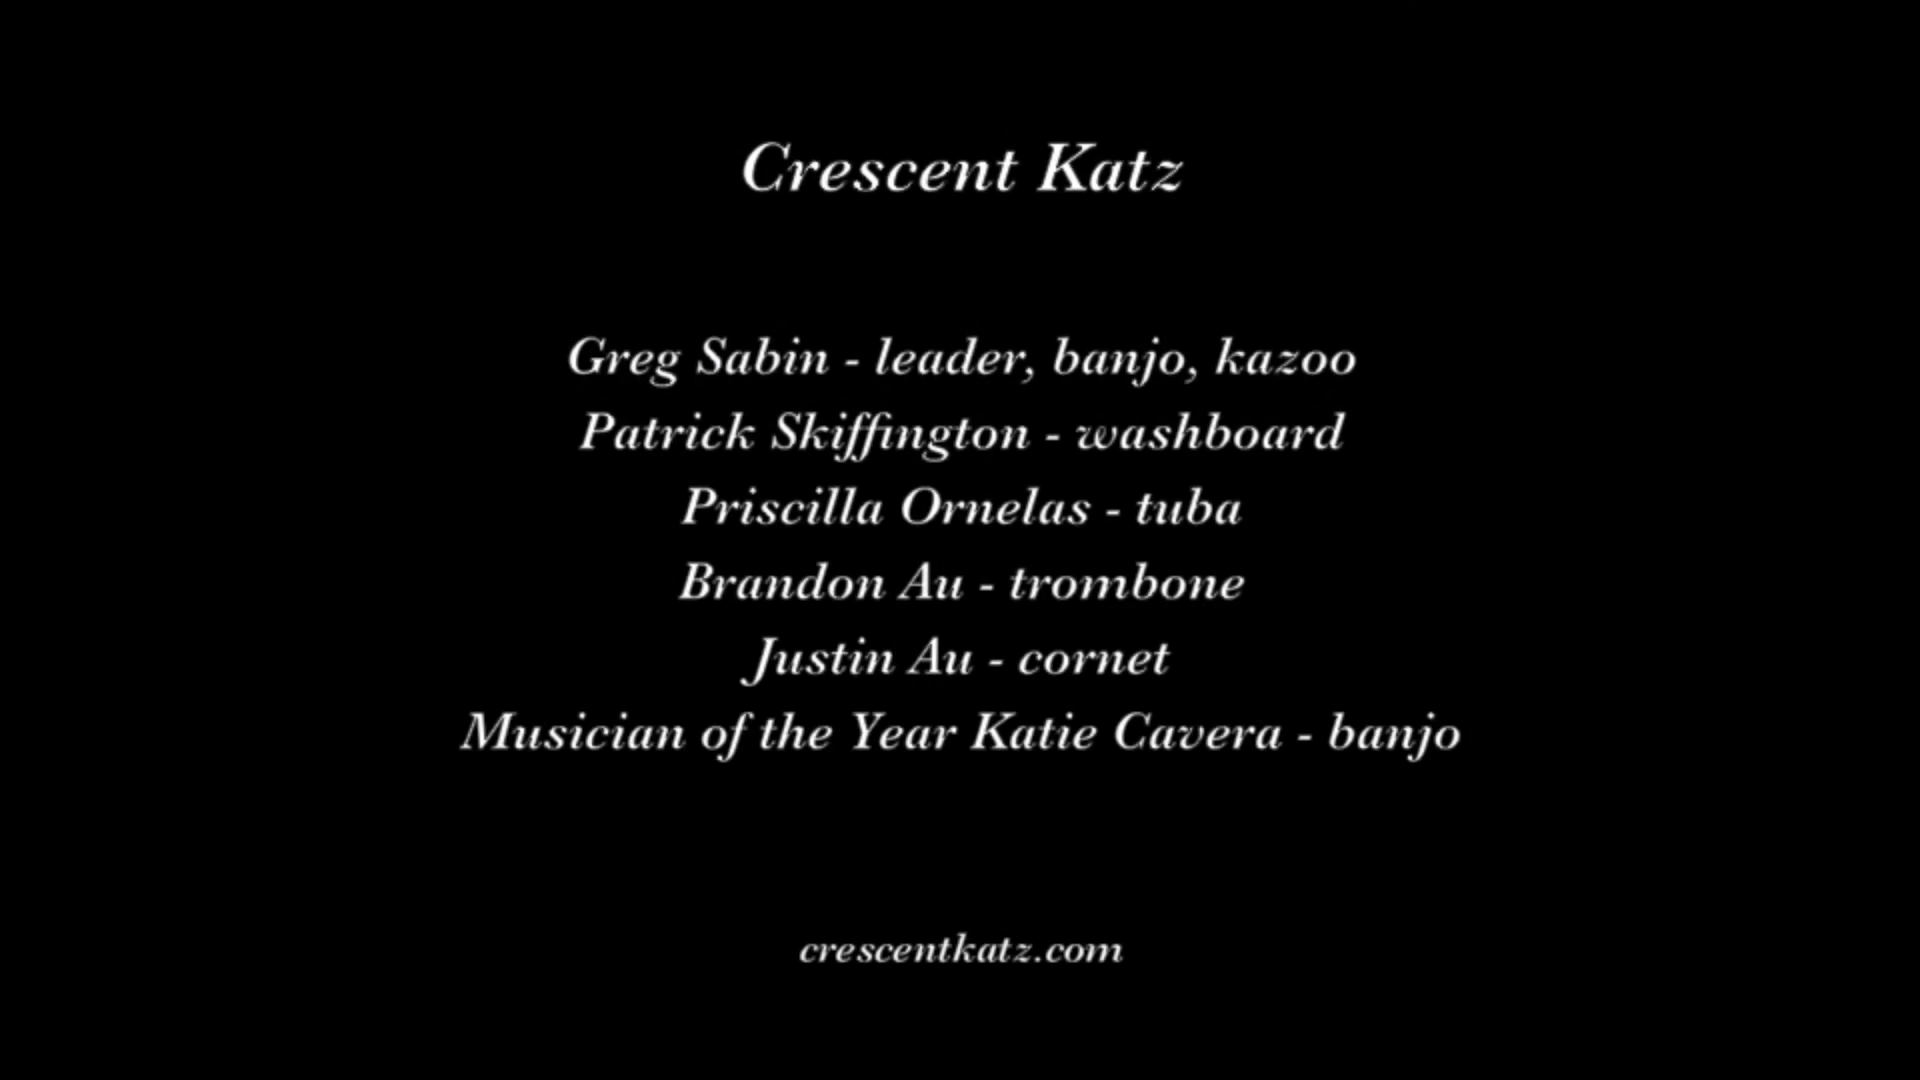 Crescent Katz
Greg Sabin - leader, banjo, kazoo
Patrick Skiffington - washboard
Priscilla Ornelas - tuba
Brandon Au - trombone
Justin Au - cornet
Musician of the Year Katie Cavera - banjo
crescentkatz.com